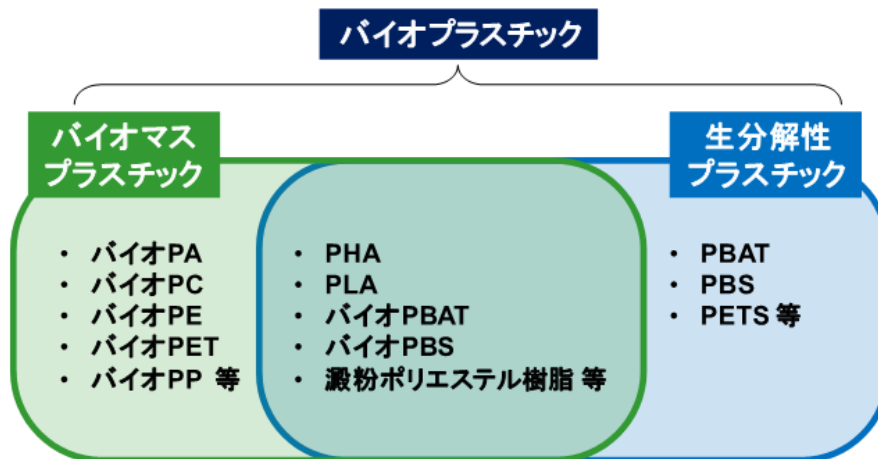 バイオプラスチック
バイオマス
プラスチック
生分解性
プラスチック
・ バイオPA
・ バイオPC
・ バイオPE
・ バイオPET
・ バイオPP 等
・ PHA
・ PLA
・ バイオPBAT
・ バイオPBS
・ 澱粉ポリエステル樹脂 等
・ PBAT
・ PBS
・ PETS 等